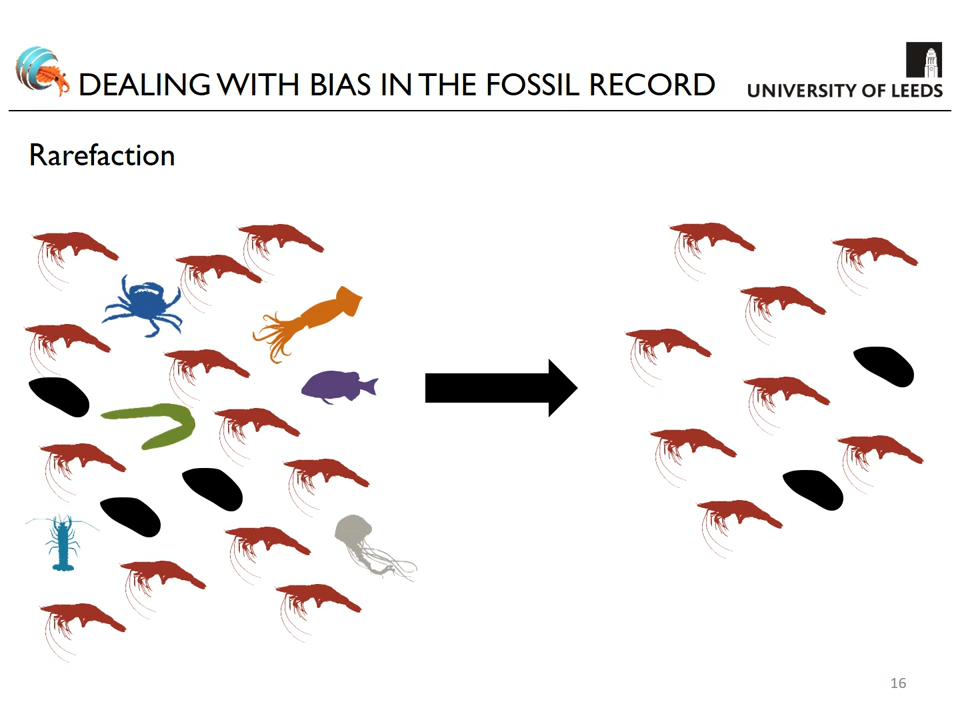 DEALING WITH BIAS IN THE FOSSIL RECORD
UNIVERSITY OF LEEDS
Rarefaction
16